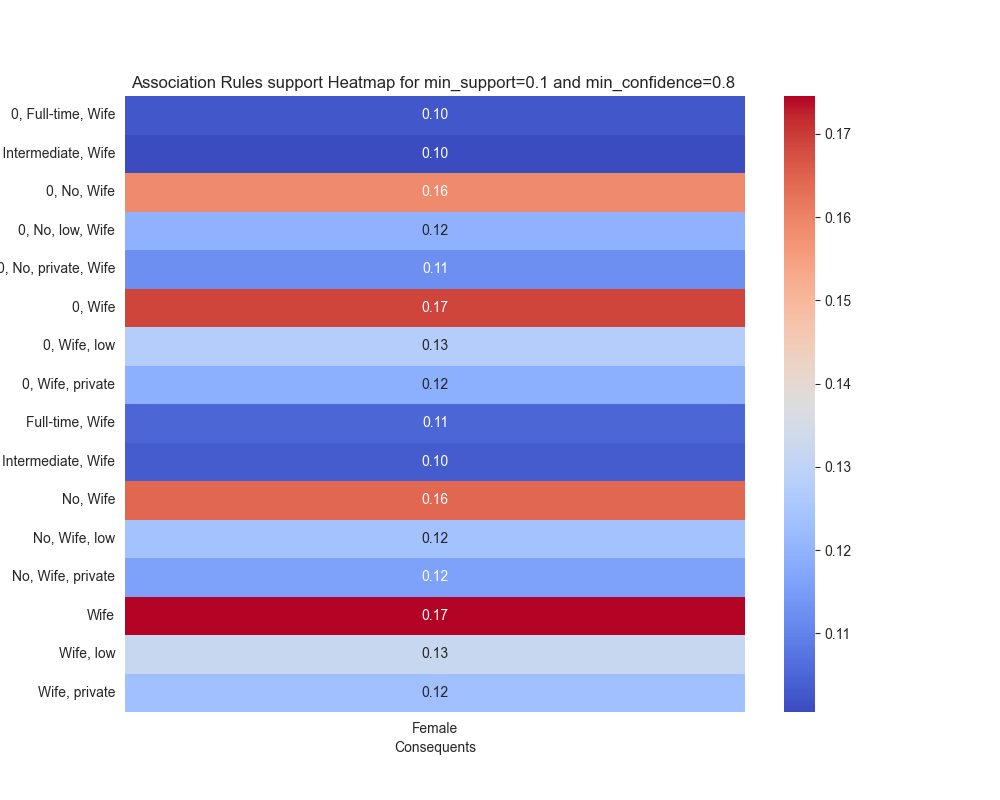 Association Rules support Heatmap for min_support=0.1 and min_confidence=0.8
0, Full-time, Wife 0.10
Intermediate, Wife 0.10
0, No, Wife 0.16
0, No, low, Wife 0.12
0, No, private, Wife 0.11
0, Wife 0.17
0, Wife, low 0.13
0, Wife, private 0.12
Full-time, Wife 0.11
Intermediate, Wife 0.10
No, Wife 0.16
No, Wife, low 0.12
No, Wife, private 0.12
Wife 0.17
Wife, low 0.13
Wife, private 0.12
Female
Consequents
0.17
0.16
0.15
0.14
0.13
0.12
0.11